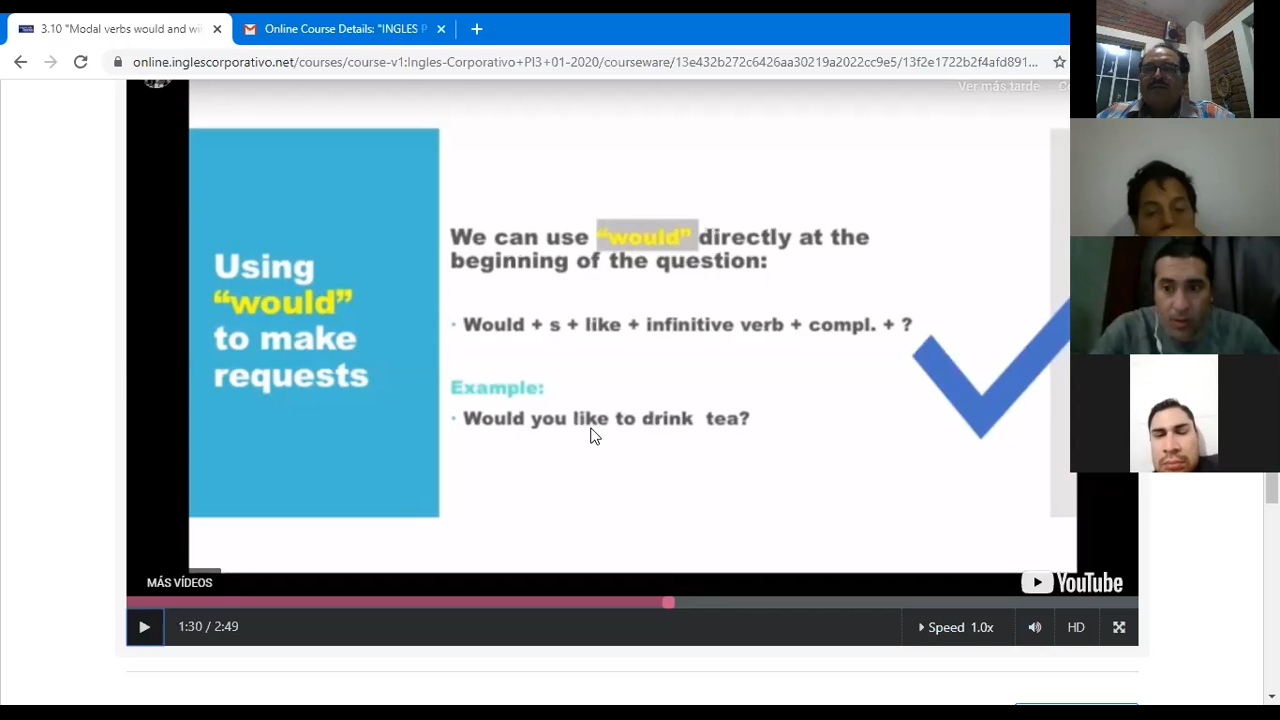 3.10 "Modal verbs would and wi
Online Course Details: "INGLES P
online.inglescorporativo.net/courses/course-v1:Ingles-Corporativo+PI3+01-2020/courseware/13e432b272c6426aa30219a2022cc9e5/13f2e1722b2f4afd891...
Ver más tarde
Using
"would"
to make
requests
We can use "would" directly at the
beginning of the question:
· Would + s + like + infinitive verb + compl. + ?
Example:
· Would you like to drink tea?
MÁS VÍDEOS
YouTube
1:30 / 2:49
Speed 1.0x
HD